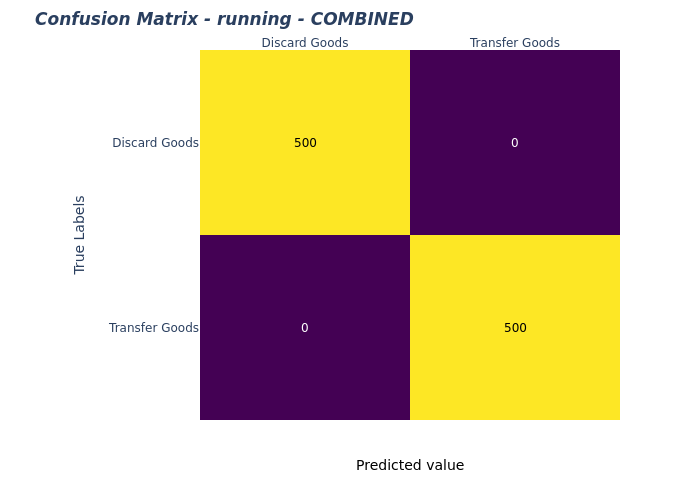 Confusion Matrix - running - COMBINED
Discard Goods Transfer Goods
Discard Goods 500 0
True Labels
Transfer Goods 0 500
Predicted value